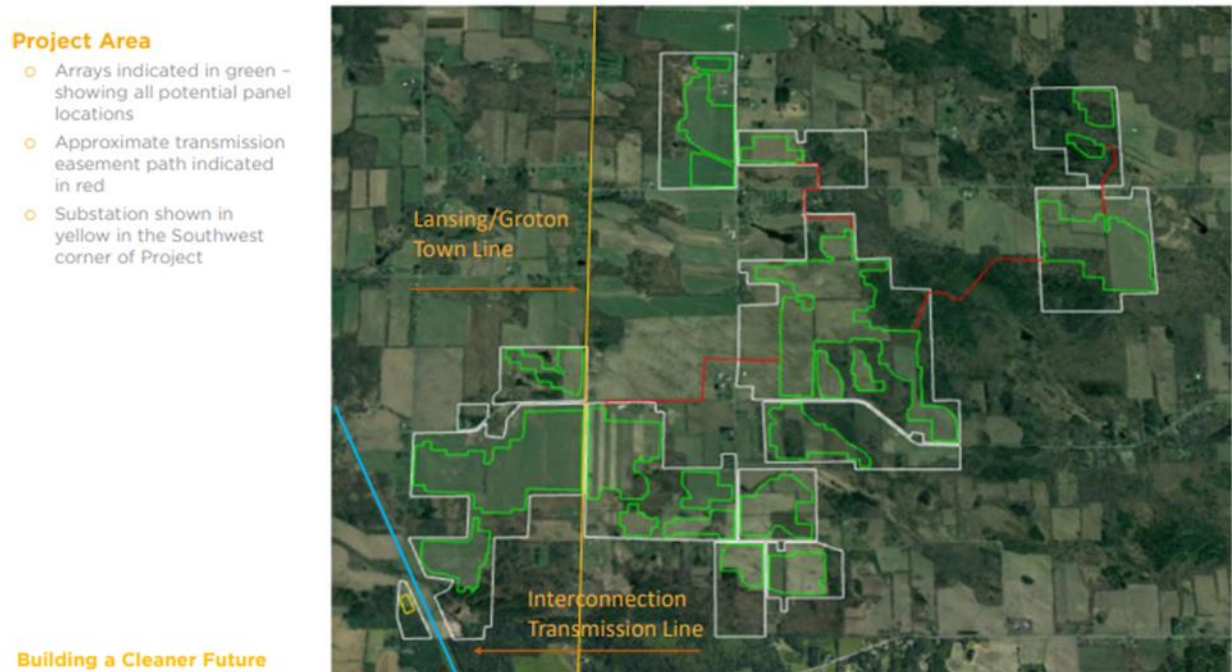 Project Area
Arrays indicated in green –
showing all potential panel
locations
Approximate transmission
easement path indicated
in red
Substation shown in
yellow in the Southwest
corner of Project
Lansing/Groton
Town Line
Interconnection
Transmission Line
Building a Cleaner Future